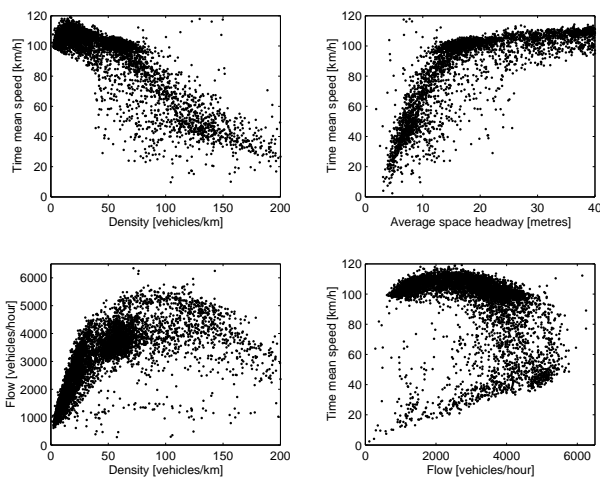 120
100
80
60
40
20
0
Time mean speed [km/h]
0 50 100 150 200
Density [vehicles/km]
120
100
80
60
40
20
0
Time mean speed [km/h]
0 10 20 30 40
Average space headway [metres]
6000
5000
4000
3000
2000
1000
0
Flow [vehicles/hour]
0 50 100 150 200
Density [vehicles/km]
120
100
80
60
40
20
0
Time mean speed [km/h]
0 2000 4000 6000
Flow [vehicles/hour]